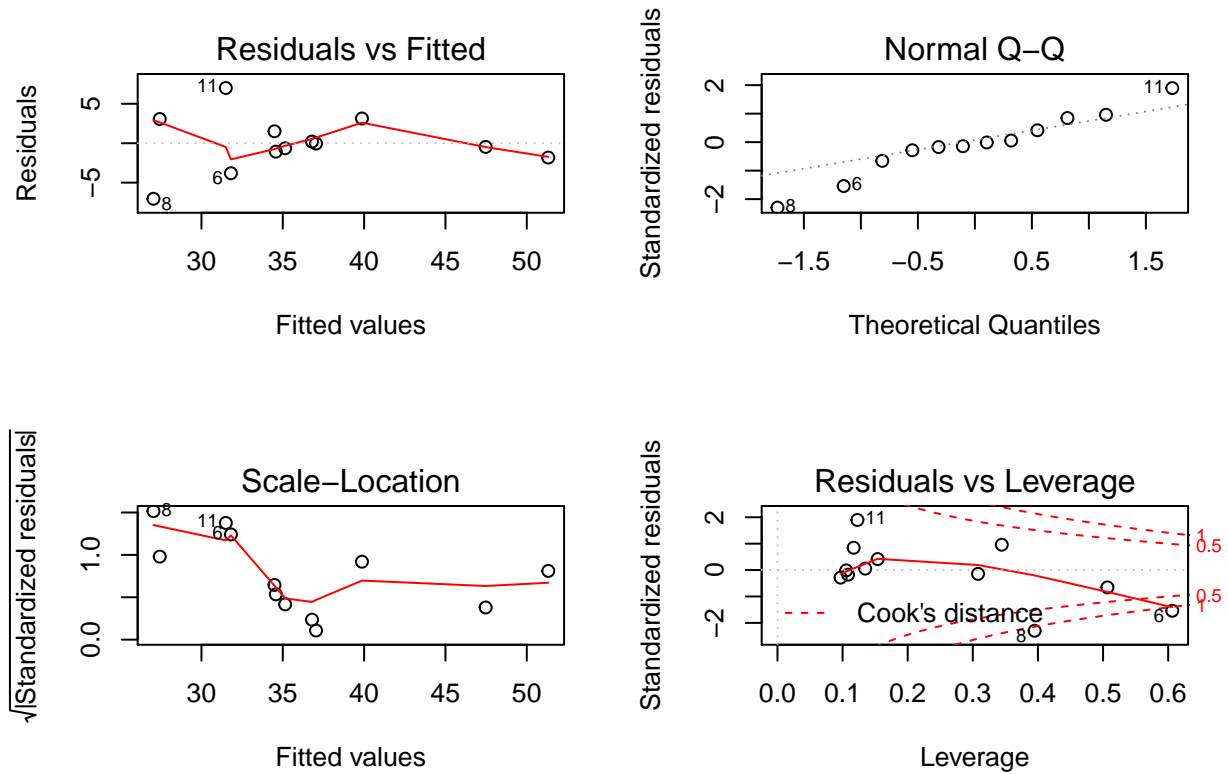 Residuals vs Fitted
Residuals
5
−5
30 35 40 45 50
Fitted values
11
6
8
Normal Q−Q
Standardized residuals
2
0
−2
−1.5 −0.5 0.5 1.5
Theoretical Quantiles
11
6
8
Scale−Location
√|Standardized residuals|
1.0
0.0
30 35 40 45 50
Fitted values
8
11
6
Residuals vs Leverage
Standardized residuals
2
0
−2
0.0 0.1 0.2 0.3 0.4 0.5 0.6
Leverage
11
1
0.5
0.5
1
Cook's distance
8
6